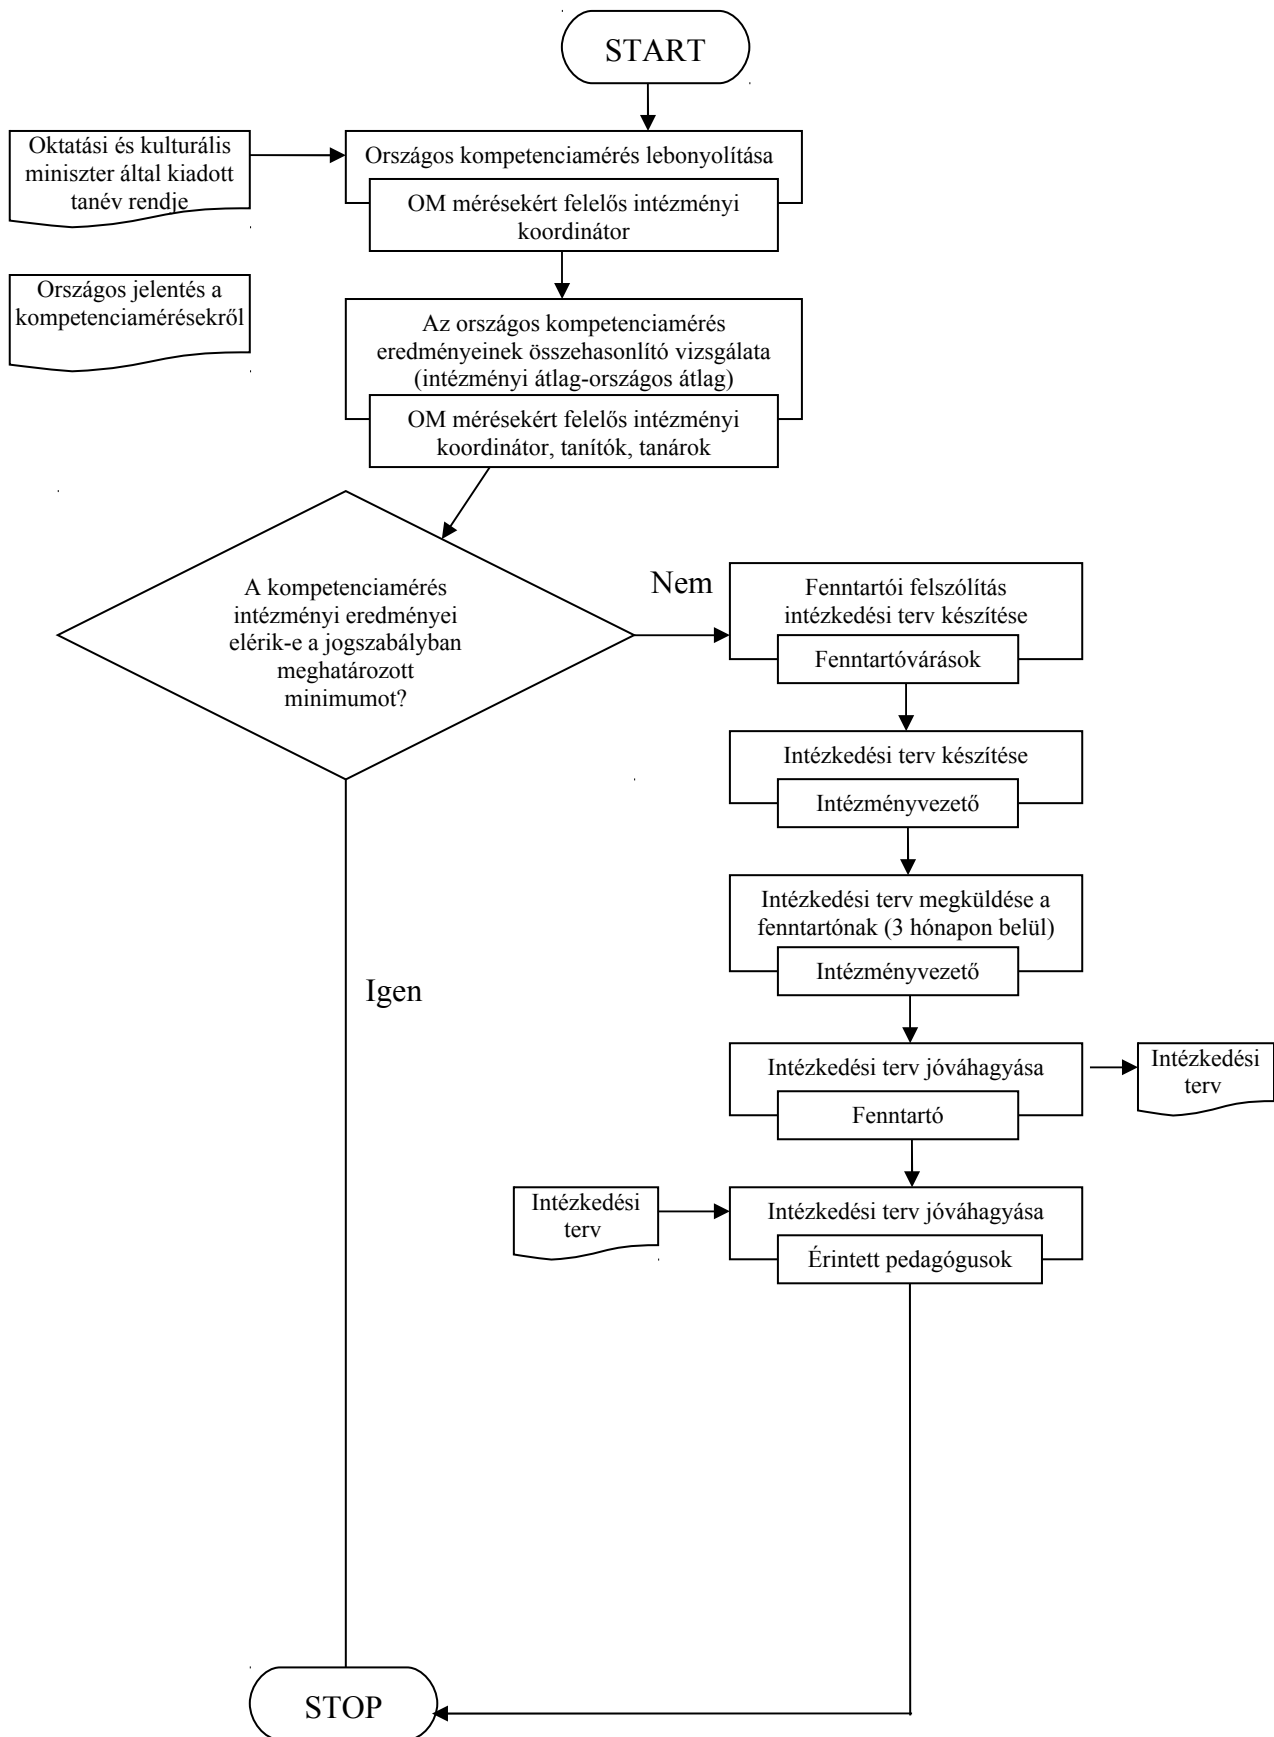 START
Oktatási és kulturális
miniszter által kiadott
tanév rendje
Országos kompetenciamérés lebonyolítása
OM mérésekért felelős intézményi
koordinátor
Országos jelentés a
kompetenciamérésekről
Az országos kompetenciamérés
eredményeinek összehasonlító vizsgálata
(intézményi átlag-országos átlag)
OM mérésekért felelős intézményi
koordinátor, tanítók, tanárok
A kompetenciamérés
intézményi eredményei
elérik-e a jogszabályban
meghatározott
minimumot?
Nem
Fenntartói felszólítás
intézkedési terv készítése
Fenntartóvárások
Intézkedési terv készítése
Intézményvezető
Intézkedési terv megküldése a
fenntartónak (3 hónapon belül)
Intézményvezető
Igen
Intézkedési terv jóváhagyása
Fenntartó
Intézkedési
terv
Intézkedési
terv
Intézkedési terv jóváhagyása
Érintett pedagógusok
STOP